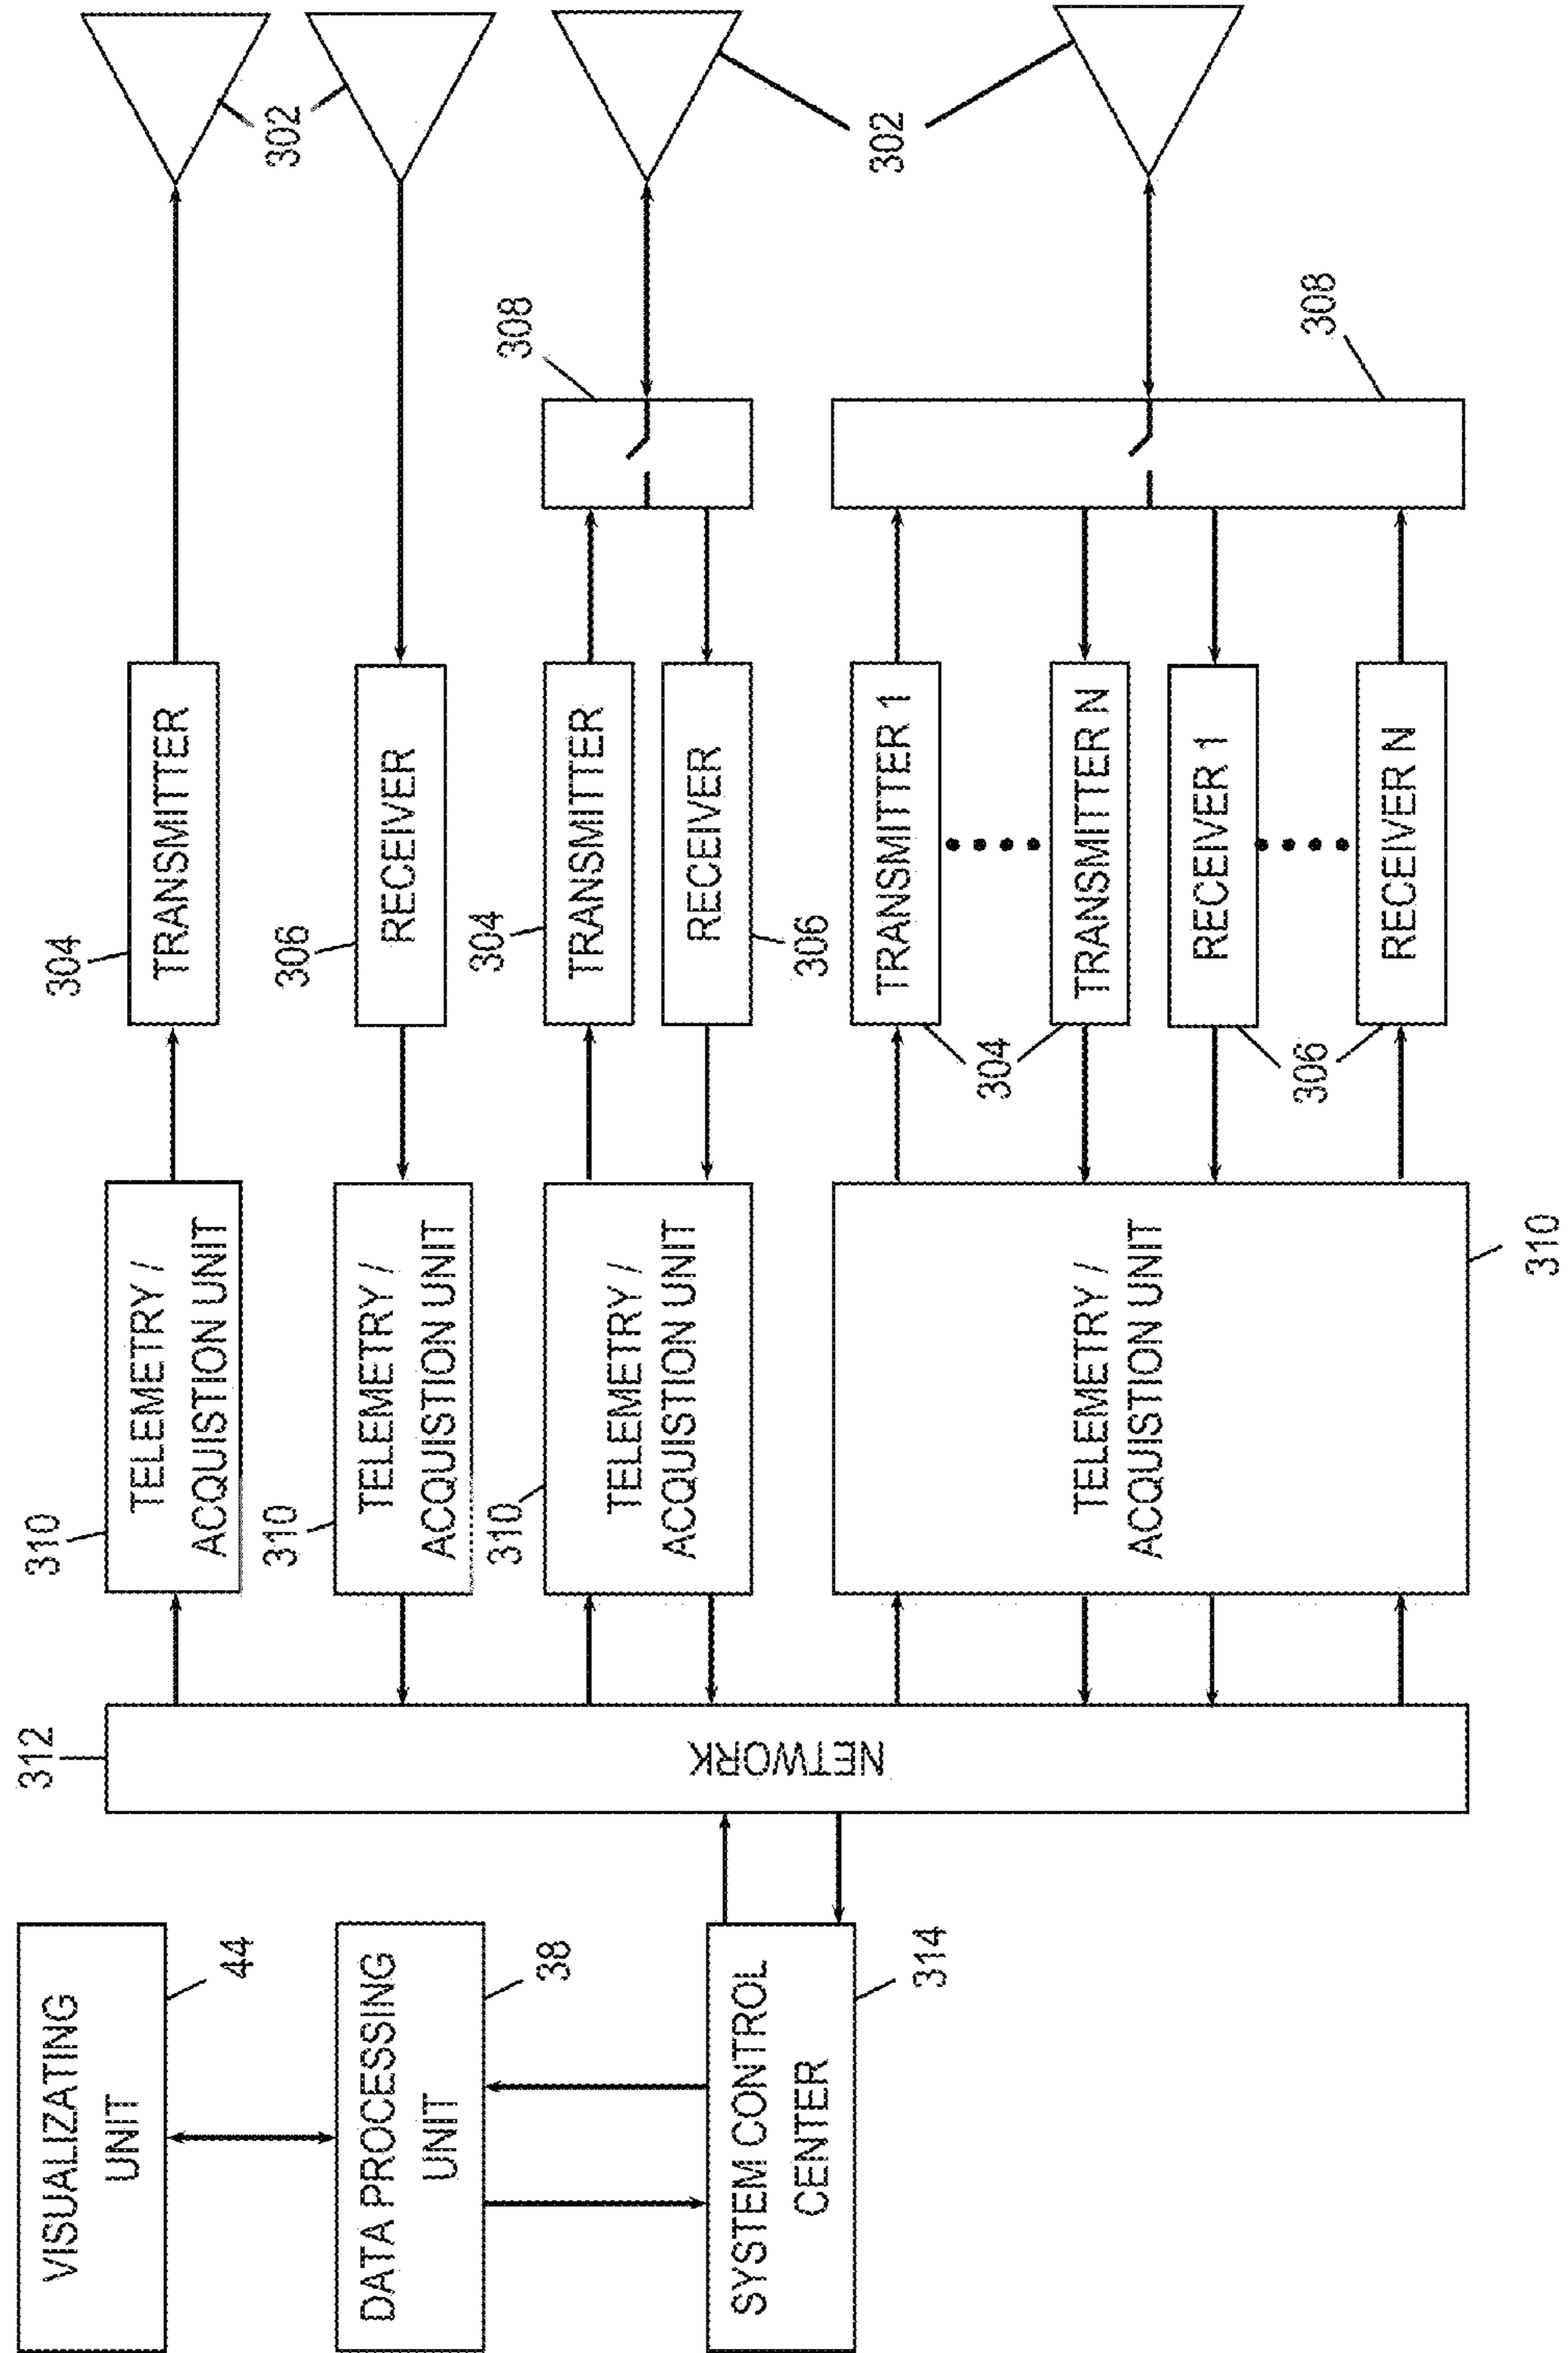 VISUALIZATING
UNIT
44
DATA PROCESSING
UNIT
38
SYSTEM CONTROL
CENTER
314
312
NETWORK
310
TELEMETRY /
ACQUISTION UNIT
304
TRANSMITTER
302
310
TELEMETRY /
ACQUISTION UNIT
306
RECEIVER
310
TELEMETRY /
ACQUISTION UNIT
304
TRANSMITTER
RECEIVER
306
308
302
TELEMETRY /
ACQUISTION UNIT
310
TRANSMITTER 1
304
TRANSMITTER N
RECEIVER 1
306
RECEIVER N
308